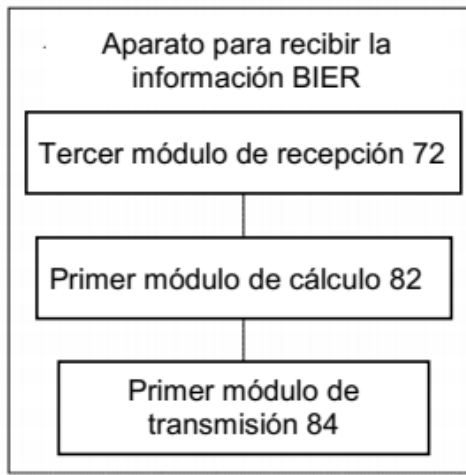 Aparato para recibir la
información BIER
Tercer módulo de recepción 72
Primer módulo de cálculo 82
Primer módulo de
transmisión 84